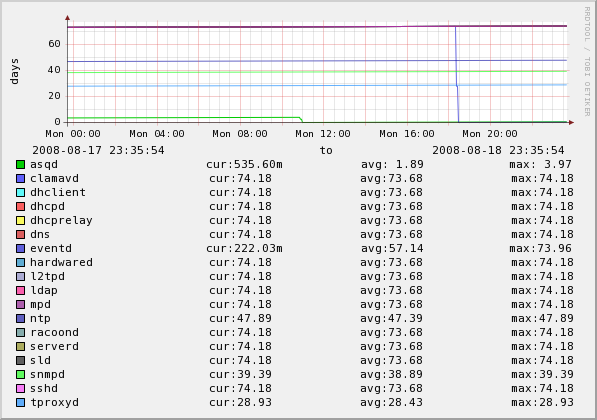 RRDTOOL / TOBI OETIKER
days
60
40
20
0
Mon 00:00 Mon 04:00 Mon 08:00 Mon 12:00 Mon 16:00 Mon 20:00
2008-08-17 23:35:54 to 2008-08-18 23:35:54
asqd cur:535.60m avg: 1.89 max: 3.97
clamavd cur:74.18 avg:73.68 max:74.18
dhclient cur:74.18 avg:73.68 max:74.18
dhcpd cur:74.18 avg:73.68 max:74.18
dhcprelay cur:74.18 avg:73.68 max:74.18
dns cur:74.18 avg:73.68 max:74.18
eventd cur:222.03m avg:57.14 max:73.96
hardwared cur:74.18 avg:73.68 max:74.18
l2tpd cur:74.18 avg:73.68 max:74.18
ldap cur:74.18 avg:73.68 max:74.18
mpd cur:74.18 avg:73.68 max:74.18
ntp cur:47.89 avg:47.39 max:47.89
racoond cur:74.18 avg:73.68 max:74.18
serverd cur:74.18 avg:73.68 max:74.18
sld cur:74.18 avg:73.68 max:74.18
snmpd cur:39.39 avg:38.89 max:39.39
sshd cur:74.18 avg:73.68 max:74.18
tproxyd cur:28.93 avg:28.43 max:28.93